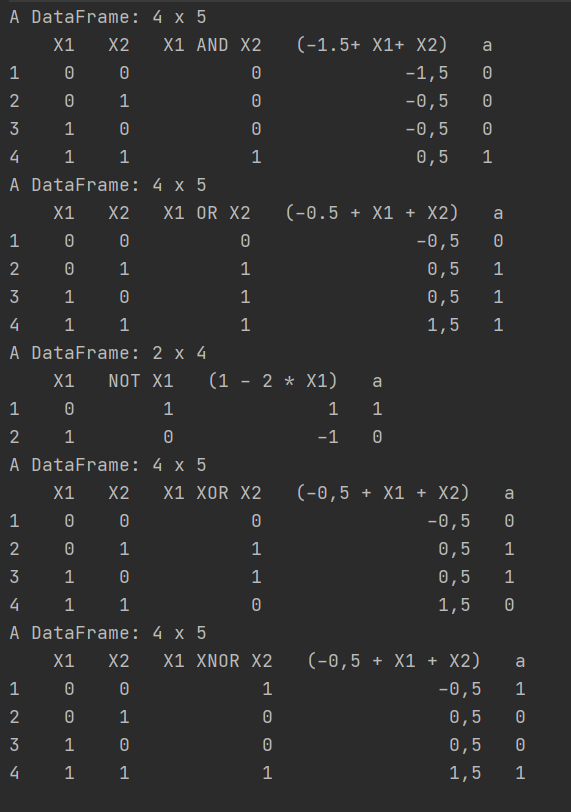 A DataFrame: 4 x 5
X1 X2 X1 AND X2 (-1.5+ X1+ X2) a
1 0 0 0 -1,5 0
2 0 1 0 -0,5 0
3 1 0 0 -0,5 0
4 1 1 1 0,5 1
A DataFrame: 4 x 5
X1 X2 X1 OR X2 (-0.5 + X1 + X2) a
1 0 0 0 -0,5 0
2 0 1 1 0,5 1
3 1 0 1 0,5 1
4 1 1 1 1,5 1
A DataFrame: 2 x 4
X1 NOT X1 (1 - 2 * X1) a
1 0 1 1 1
2 1 0 -1 0
A DataFrame: 4 x 5
X1 X2 X1 XOR X2 (-0,5 + X1 + X2) a
1 0 0 0 -0,5 0
2 0 1 1 0,5 1
3 1 0 1 0,5 1
4 1 1 0 1,5 0
A DataFrame: 4 x 5
X1 X2 X1 XNOR X2 (-0,5 + X1 + X2) a
1 0 0 1 -0,5 1
2 0 1 0 0,5 0
3 1 0 0 0,5 0
4 1 1 1 1,5 1